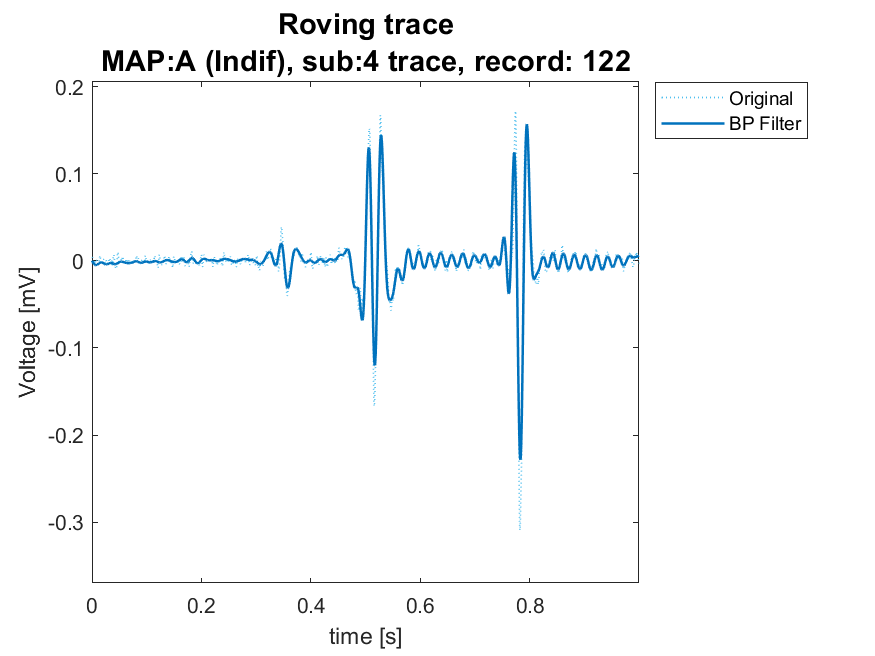 Roving trace
MAP:A (Indif), sub:4 trace, record: 122
Original
BP Filter
0.2
0.1
0
-0.1
-0.2
-0.3
Voltage [mV]
0
0.2
0.4
0.6
0.8
time [s]